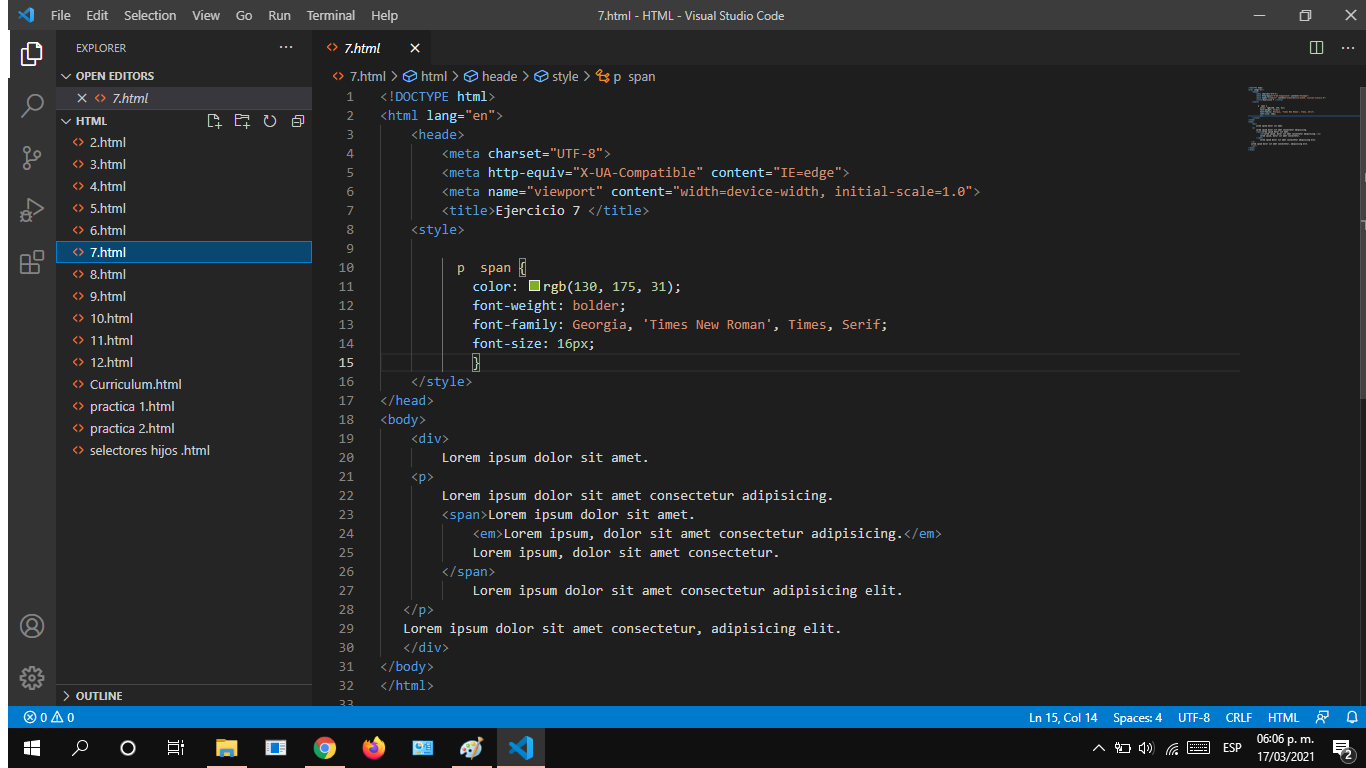 File Edit Selection View Go Run Terminal Help 7.html - HTML - Visual Studio Code
EXPLORER
OPEN EDITORS
7.html
HTML
2.html
3.html
4.html
5.html
6.html
7.html
8.html
9.html
10.html
11.html
12.html
Curriculum.html
practica 1.html
practica 2.html
selectores hijos .html
OUTLINE
7.html
7.html > html > heade > style > p span
1 <!DOCTYPE html>
2 <html lang="en">
3 <heade>
4 <meta charset="UTF-8">
5 <meta http-equiv="X-UA-Compatible" content="IE=edge">
6 <meta name="viewport" content="width=device-width, initial-scale=1.0">
7 <title>Ejercicio 7 </title>
8 <style>
9
10 p  span {
11 color: rgb(130, 175, 31);
12 font-weight: bolder;
13 font-family: Georgia, 'Times New Roman', Times, Serif;
14 font-size: 16px;
15 }
16 </style>
17 </head>
18 <body>
19 <div>
20 Lorem ipsum dolor sit amet.
21 <p>
22 Lorem ipsum dolor sit amet consectetur adipisicing.
23 <span>Lorem ipsum dolor sit amet.
24 <em>Lorem ipsum, dolor sit amet consectetur adipisicing.</em>
25 Lorem ipsum, dolor sit amet consectetur.
26 </span>
27 Lorem ipsum dolor sit amet consectetur adipisicing elit.
28 </p>
29 Lorem ipsum dolor sit amet consectetur, adipisicing elit.
30 </div>
31 </body>
32 </html>
33
0 0 Ln 15, Col 14 Spaces: 4 UTF-8 CRLF HTML
ESP 06:06 p. m.
17/03/2021 2